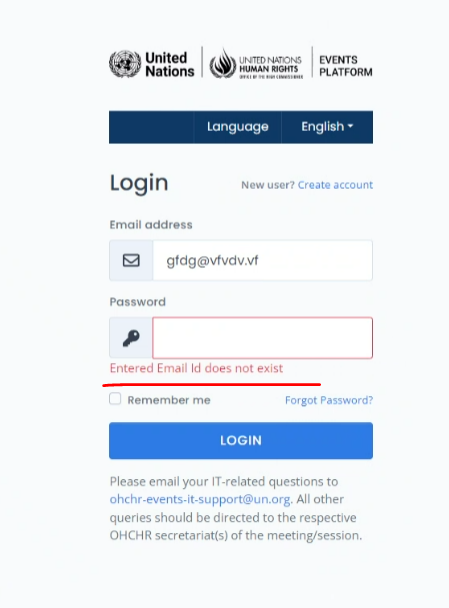 United Nations
UNITED NATIONS
HUMAN RIGHTS
OFFICE OF THE HIGH COMMISSIONER
EVENTS PLATFORM
Language English
Login
New user? Create account
Email address
gfdg@vfvdv.vf
Password
Entered Email Id does not exist
Remember me Forgot Password?
LOGIN
Please email your IT-related questions to
ohchr-events-it-support@un.org. All other
queries should be directed to the respective
OHCHR secretariat(s) of the meeting/session.